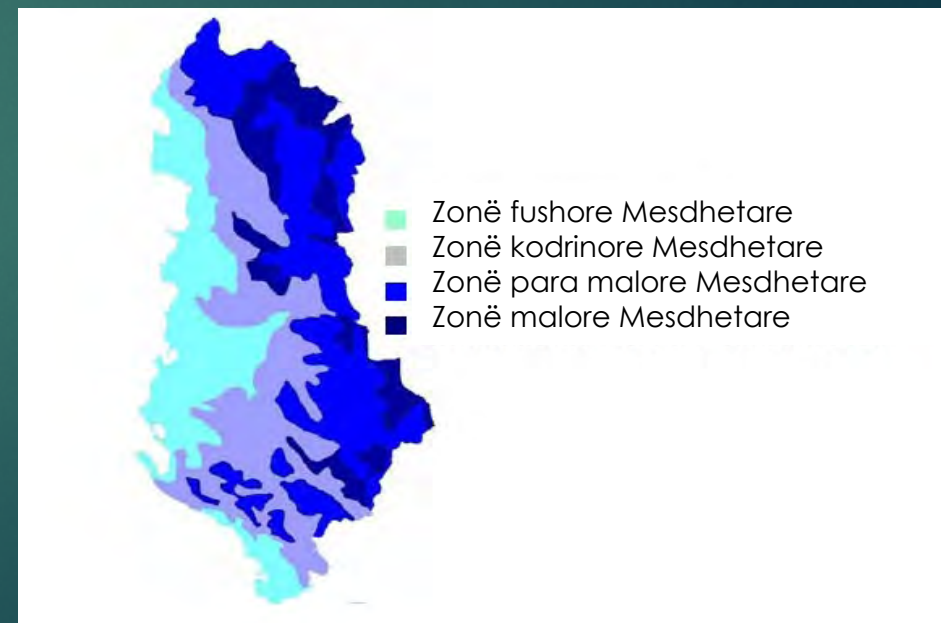 Zonë fushore Mesdhetare
Zonë kodrinore Mesdhetare
Zonë para malore Mesdhetare
Zonë malore Mesdhetare